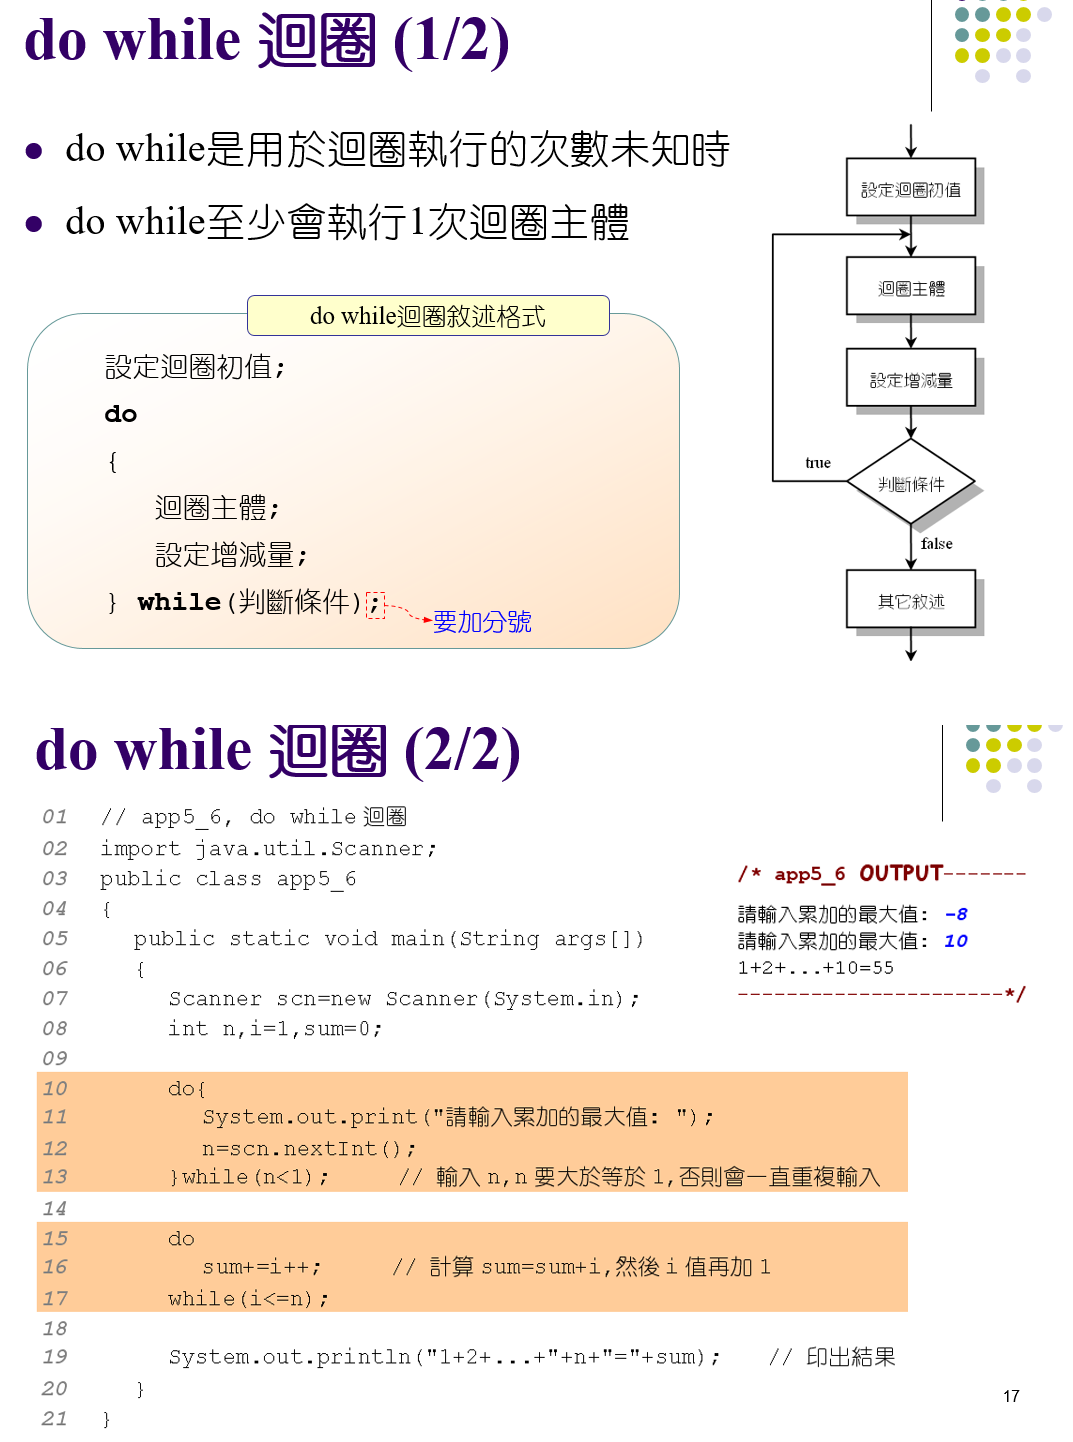 do while 迴圈 (1/2)
do while是用於迴圈執行的次數未知時
do while至少會執行1次迴圈主體
do while迴圈敘述格式
設定迴圈初值;
do
{
迴圈主體;
設定增減量;
} while(判斷條件);
要加分號
設定迴圈初值
迴圈主體
設定增減量
true
判斷條件
false
其它敘述
do while 迴圈 (2/2)
01 // app5_6, do while 迴圈
02 import java.util.Scanner;
03 public class app5_6
04 {
05 public static void main(String args[])
06 {
07 Scanner scn=new Scanner(System.in);
08 int n,i=1,sum=0;
09
10 do{
11 System.out.print("請輸入累加的最大值: ");
12 n=scn.nextInt();
13 }while(n<1); // 輸入 n,n 要大於等於 1,否則會一直重複輸入
14
15 do
16 sum+=i++; // 計算 sum=sum+i,然後 i 值再加 1
17 while(i<=n);
18
19 System.out.println("1+2+...+"+n+"="+sum); // 印出結果
20 }
21 }
/* app5_6 OUTPUT-------
請輸入累加的最大值: -8
請輸入累加的最大值: 10
1+2+...+10=55
----------------------*/
17